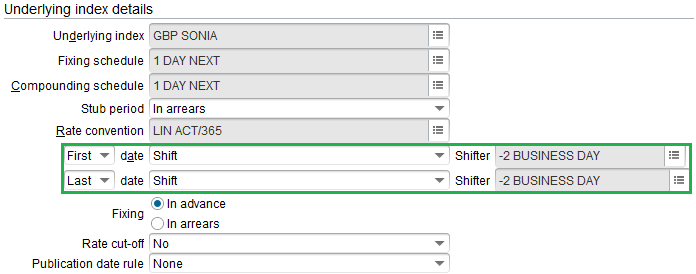 Underlying index details
Underlying index GBP SONIA
Fixing schedule 1 DAY NEXT
Compounding schedule 1 DAY NEXT
Stub period In arrears
Rate convention LIN ACT/365
First date Shift Shifter -2 BUSINESS DAY
Last date Shift Shifter -2 BUSINESS DAY
Fixing In advance
In arrears
Rate cut-off No
Publication date rule None